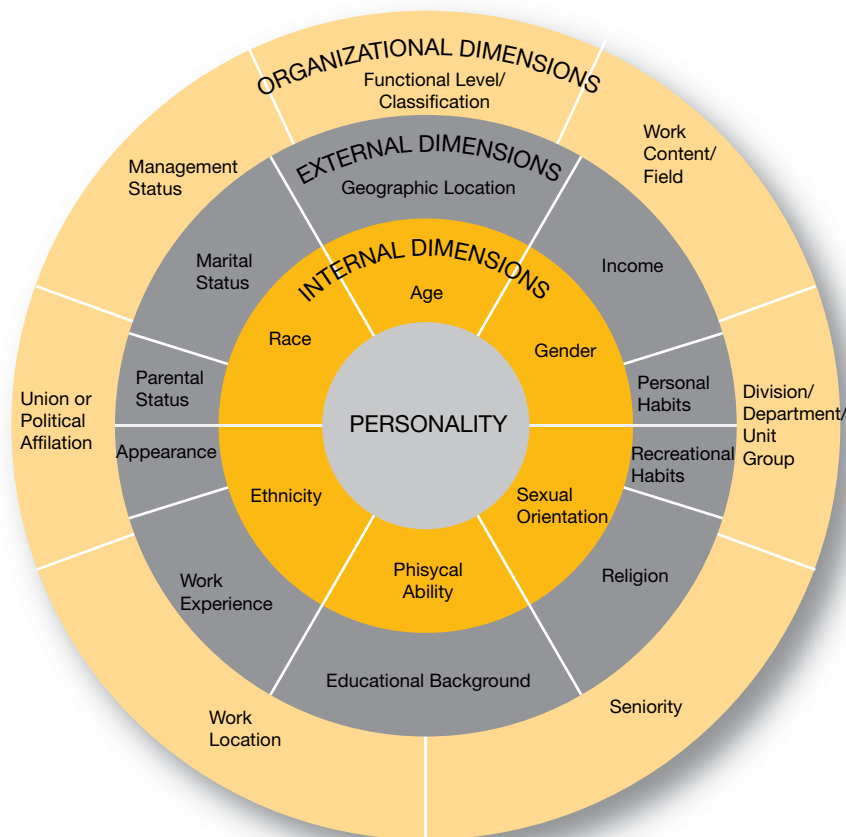 ORGANIZATIONAL DIMENSIONS
Functional Level/
Classification
Work
Content/
Field
Division/
Department/
Unit
Group
Seniority
Work
Location
Union or
Political
Affilation
Management
Status
EXTERNAL DIMENSIONS
Geographic Location
Income
Personal
Habits
Recreational
Habits
Religion
Educational Background
Work
Experience
Appearance
Parental
Status
Marital
Status
INTERNAL DIMENSIONS
Age
Gender
Sexual
Orientation
Phisycal
Ability
Ethnicity
Race
PERSONALITY